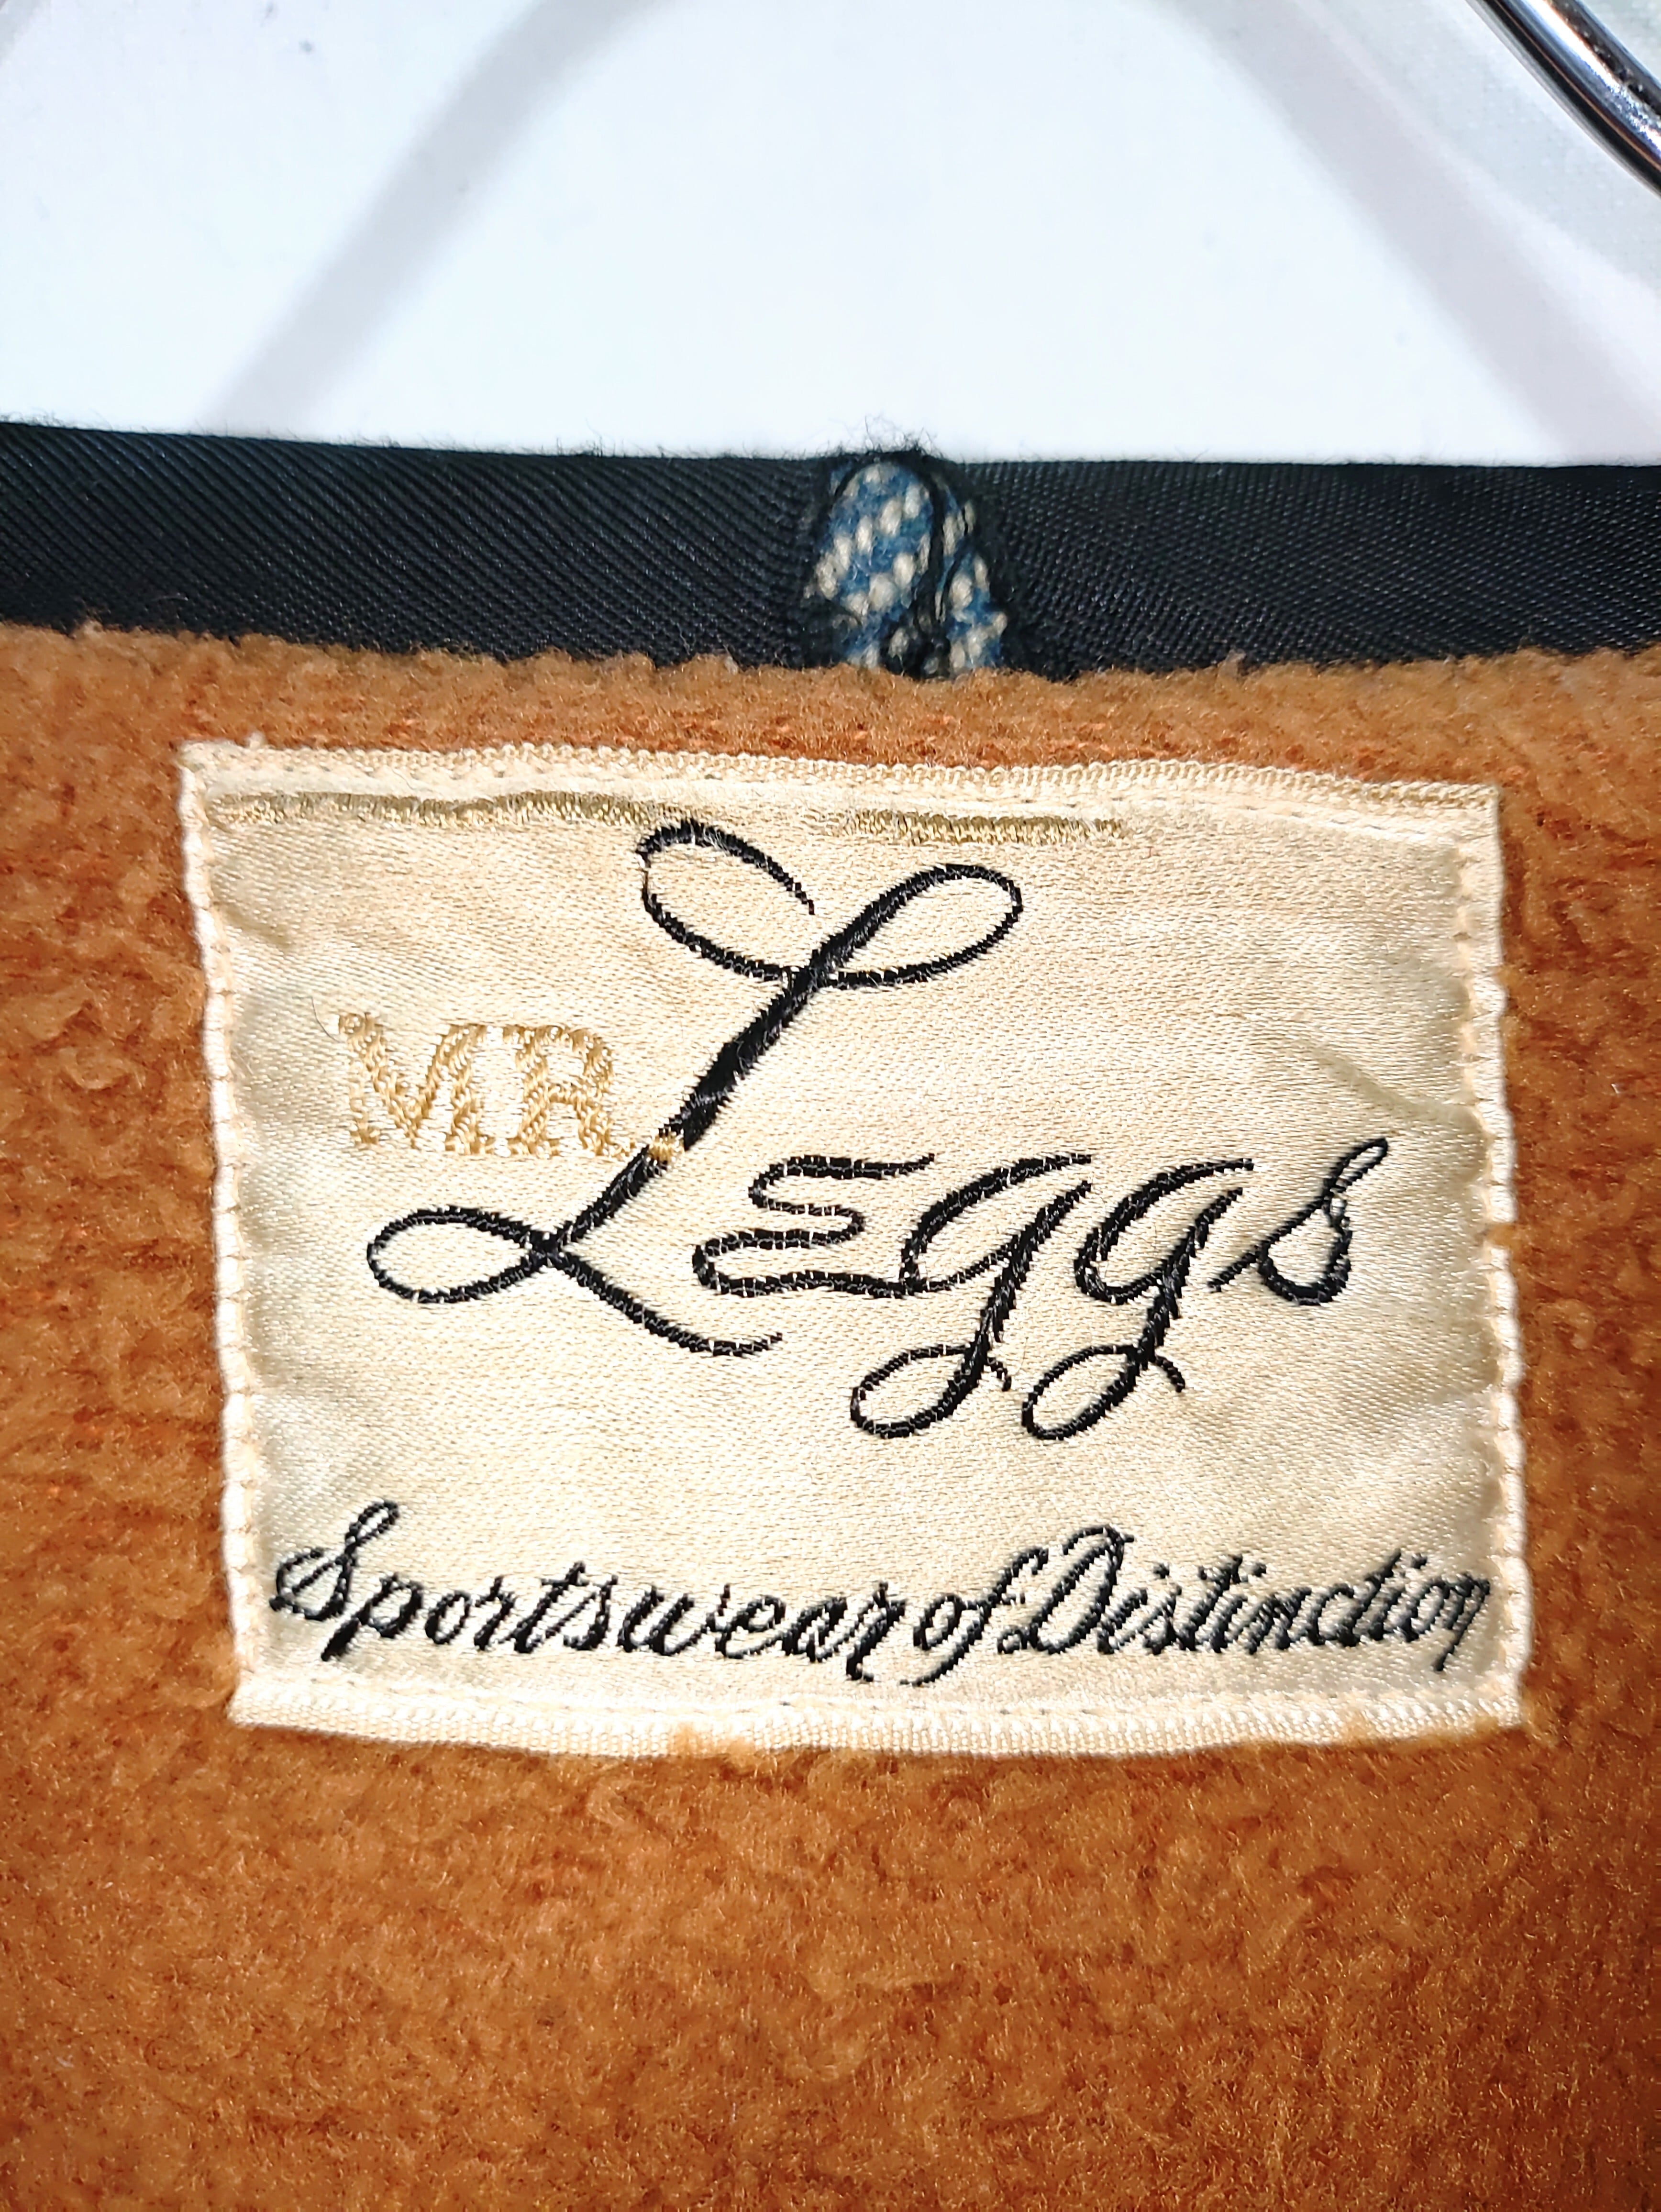 MR. Leggs
Sportswear of Distinction